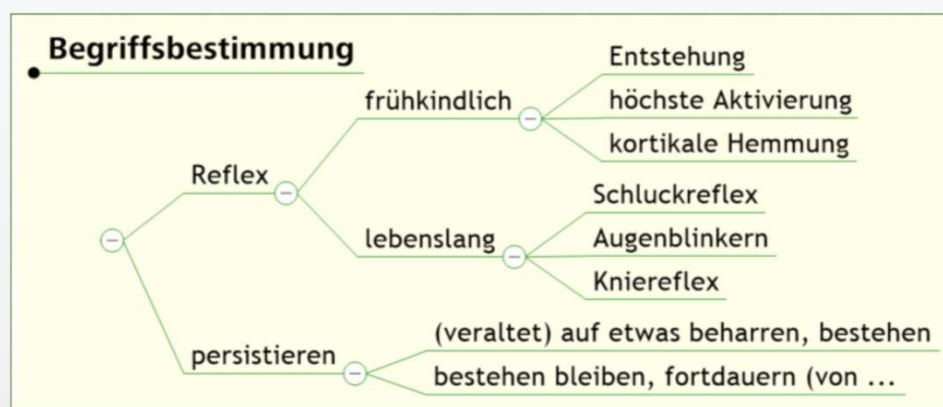 Begriffsbestimmung
Reflex
frühkindlich
Entstehung
höchste Aktivierung
kortikale Hemmung
lebenslang
Schluckreflex
Augenblinkern
Kniereflex
persistieren
(veraltet) auf etwas beharren, bestehen
bestehen bleiben, fortdauern (von ...